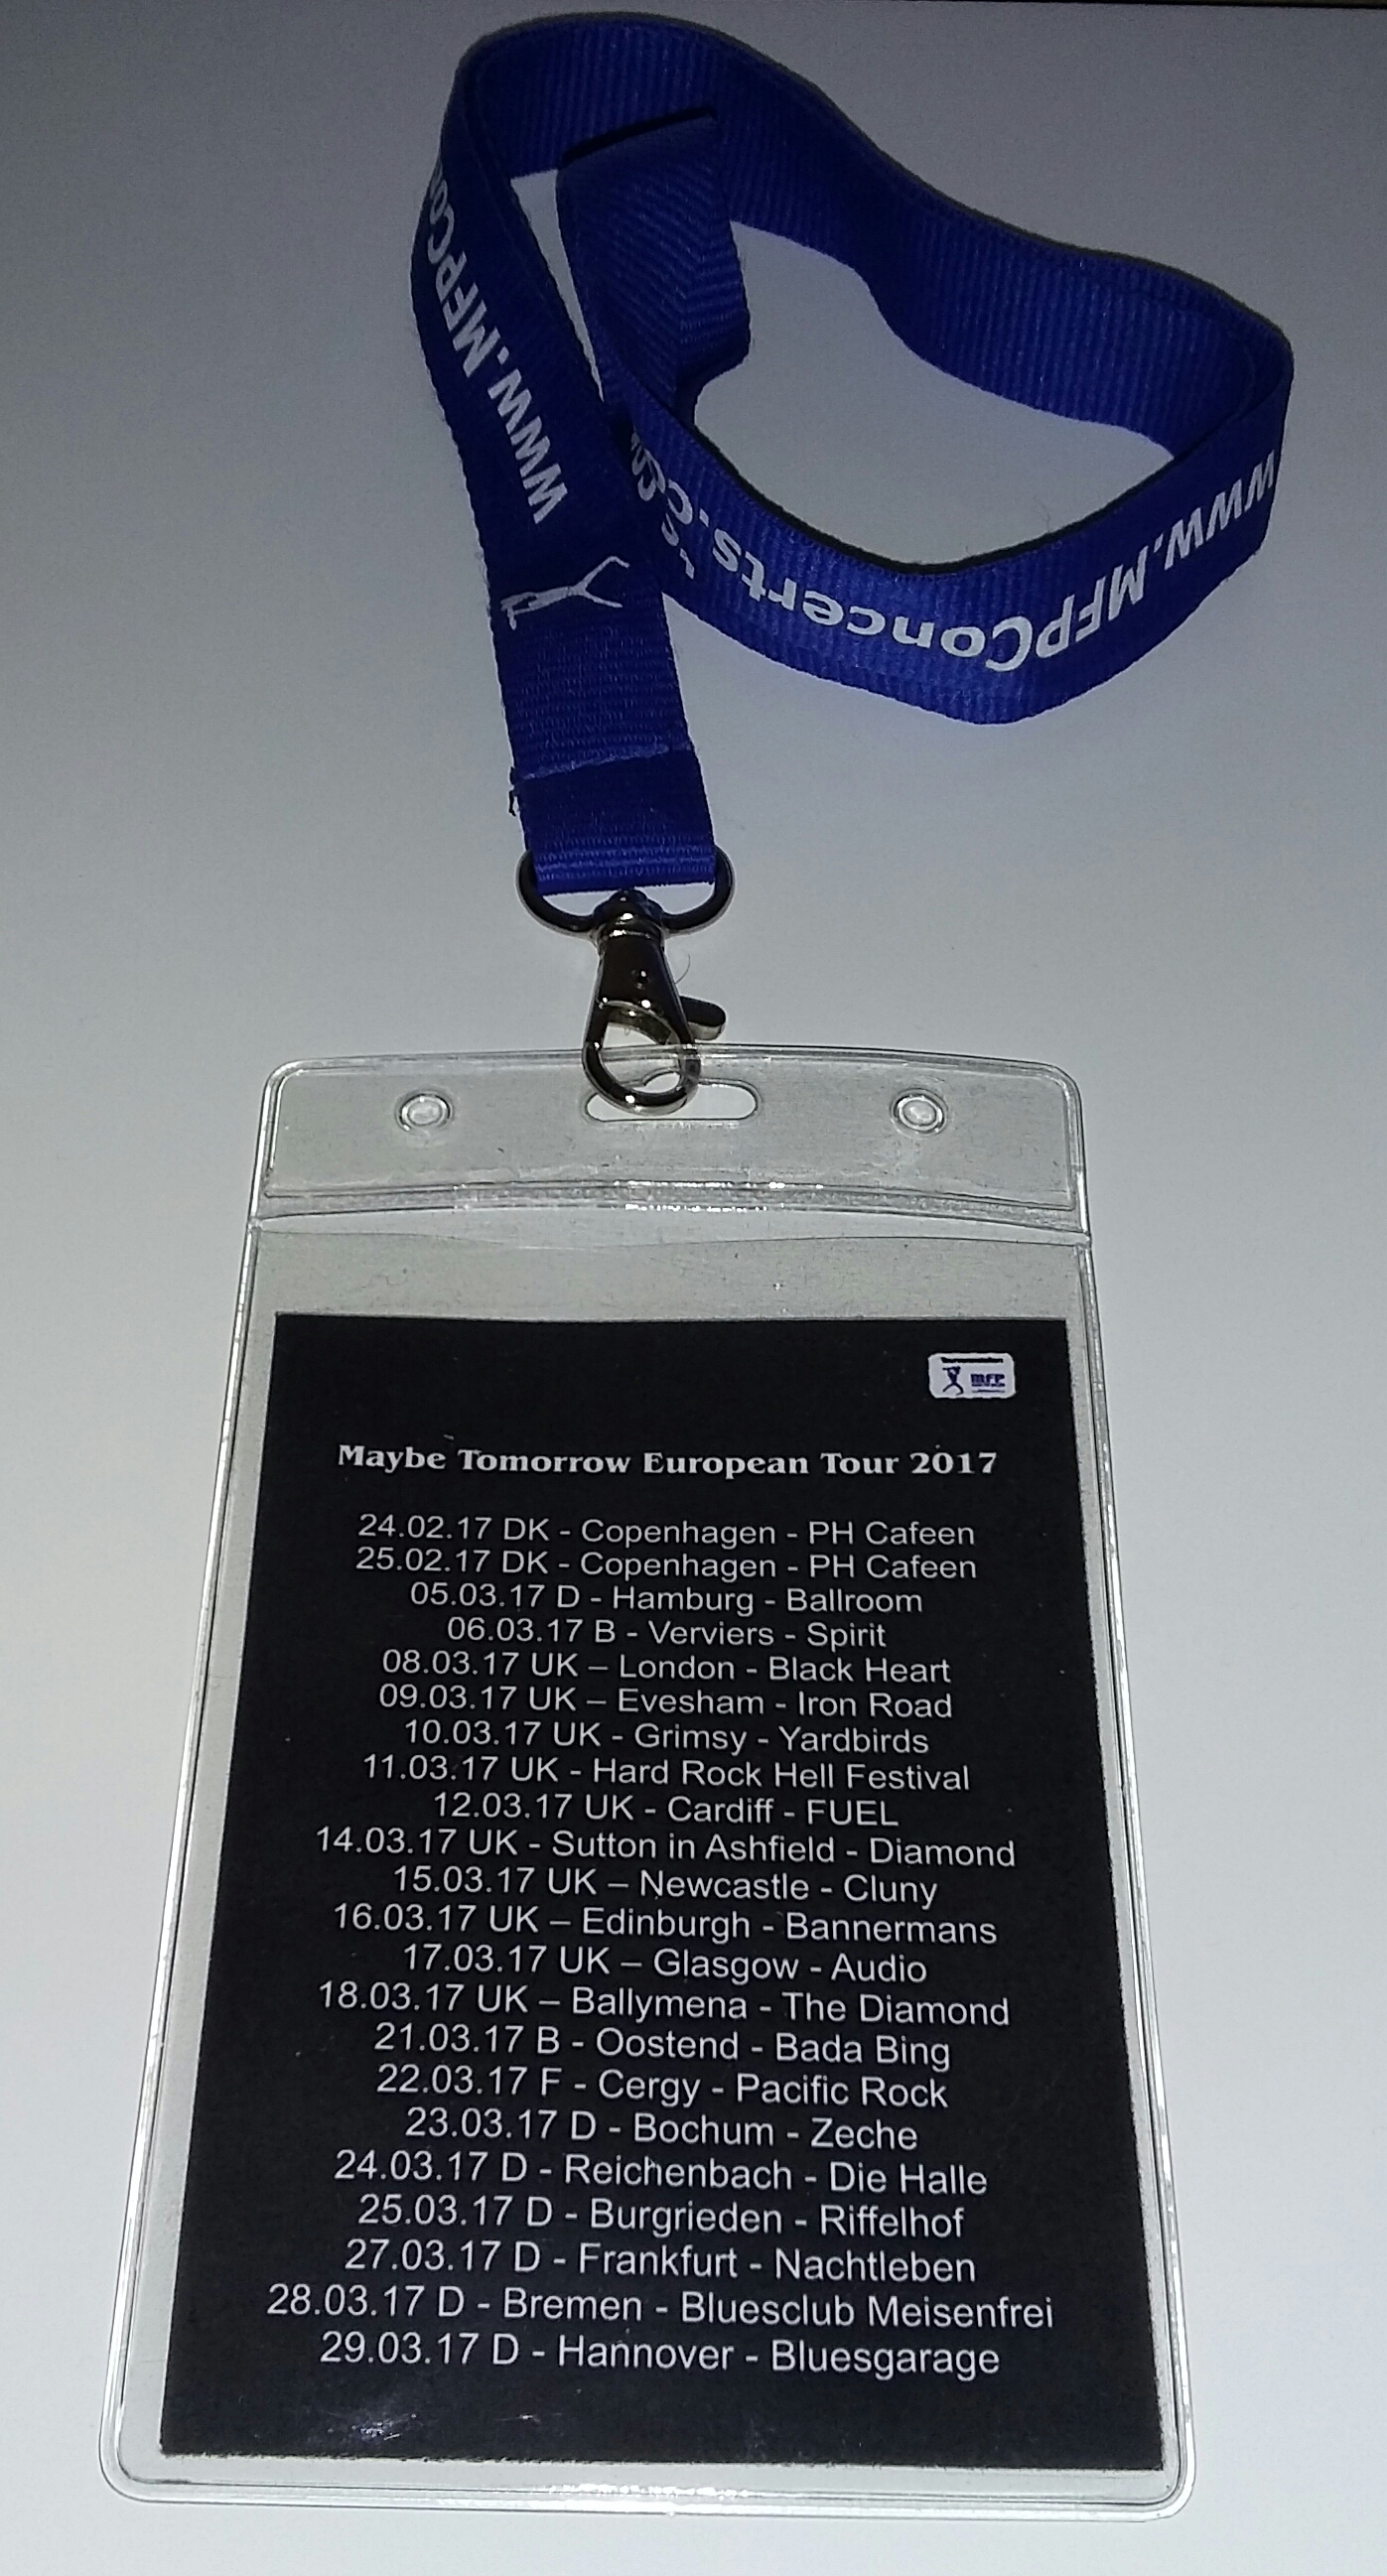 www.MFPCon
www.MFPConcerts.co
mFP
Maybe Tomorrow European Tour 2017
24.02.17 DK - Copenhagen - PH Cafeen
25.02.17 DK - Copenhagen - PH Cafeen
05.03.17 D - Hamburg - Ballroom
06.03.17 B - Verviers - Spirit
08.03.17 UK – London - Black Heart
09.03.17 UK – Evesham - Iron Road
10.03.17 UK - Grimsy - Yardbirds
11.03.17 UK - Hard Rock Hell Festival
12.03.17 UK - Cardiff - FUEL
14.03.17 UK - Sutton in Ashfield - Diamond
15.03.17 UK – Newcastle - Cluny
16.03.17 UK – Edinburgh - Bannermans
17.03.17 UK – Glasgow - Audio
18.03.17 UK – Ballymena - The Diamond
21.03.17 B - Oostend - Bada Bing
22.03.17 F - Cergy - Pacific Rock
23.03.17 D - Bochum - Zeche
24.03.17 D - Reichenbach - Die Halle
25.03.17 D - Burgrieden - Riffelhof
27.03.17 D - Frankfurt - Nachtleben
28.03.17 D - Bremen - Bluesclub Meisenfrei
29.03.17 D - Hannover - Bluesgarage